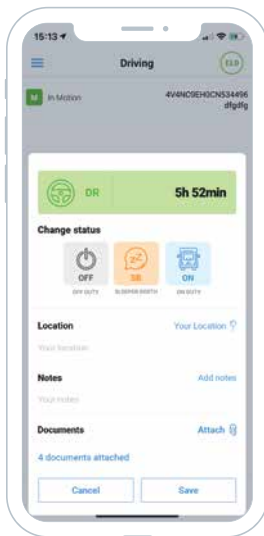 15:13
Driving
ELD
M In Motion
4V4NC9EH0CN534496
dfgdfg
DR
5h 52min
Change status
OFF
SB
ON
OFF DUTY
SLEEPER BERTH
ON DUTY
Location
Your Location
Your location
Notes
Add notes
Your notes
Documents
Attach
4 documents attached
Cancel
Save